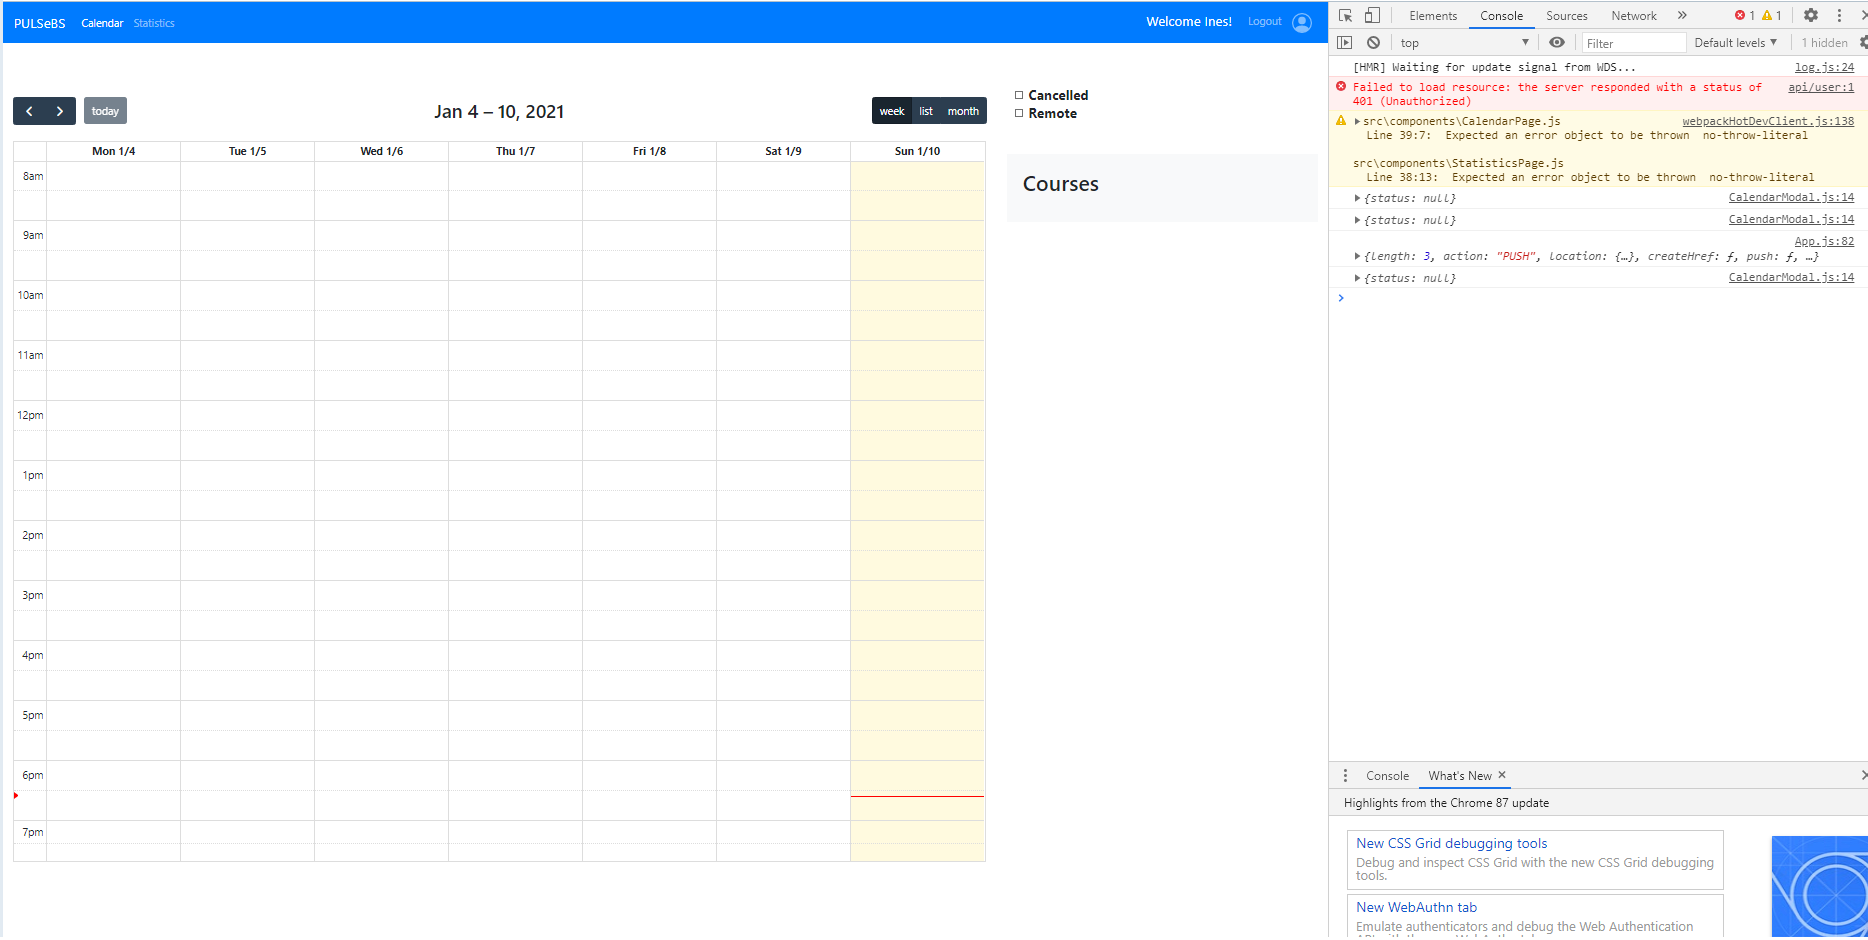 PULSeBS Calendar Statistics Welcome Ines! Logout
today Jan 4 – 10, 2021 week list month
Mon 1/4 Tue 1/5 Wed 1/6 Thu 1/7 Fri 1/8 Sat 1/9 Sun 1/10
8am
9am
10am
11am
12pm
1pm
2pm
3pm
4pm
5pm
6pm
7pm
Cancelled
Remote
Courses
Elements Console Sources Network 1 1
top Filter Default levels 1 hidden
[HMR] Waiting for update signal from WDS... log.js:24
Failed to load resource: the server responded with a status of api/user:1
401 (Unauthorized)
src\components\CalendarPage.js webpackHotDevClient.js:138
Line 39:7: Expected an error object to be thrown no-throw-literal
src\components\StatisticsPage.js
Line 38:13: Expected an error object to be thrown no-throw-literal
{status: null} CalendarModal.js:14
{status: null} CalendarModal.js:14
App.js:82
{length: 3, action: "PUSH", location: {…}, createHref: ƒ, push: ƒ, …}
{status: null} CalendarModal.js:14
Console What's New
Highlights from the Chrome 87 update
New CSS Grid debugging tools
Debug and inspect CSS Grid with the new CSS Grid debugging
tools.
New WebAuthn tab
Emulate authenticators and debug the Web Authentication